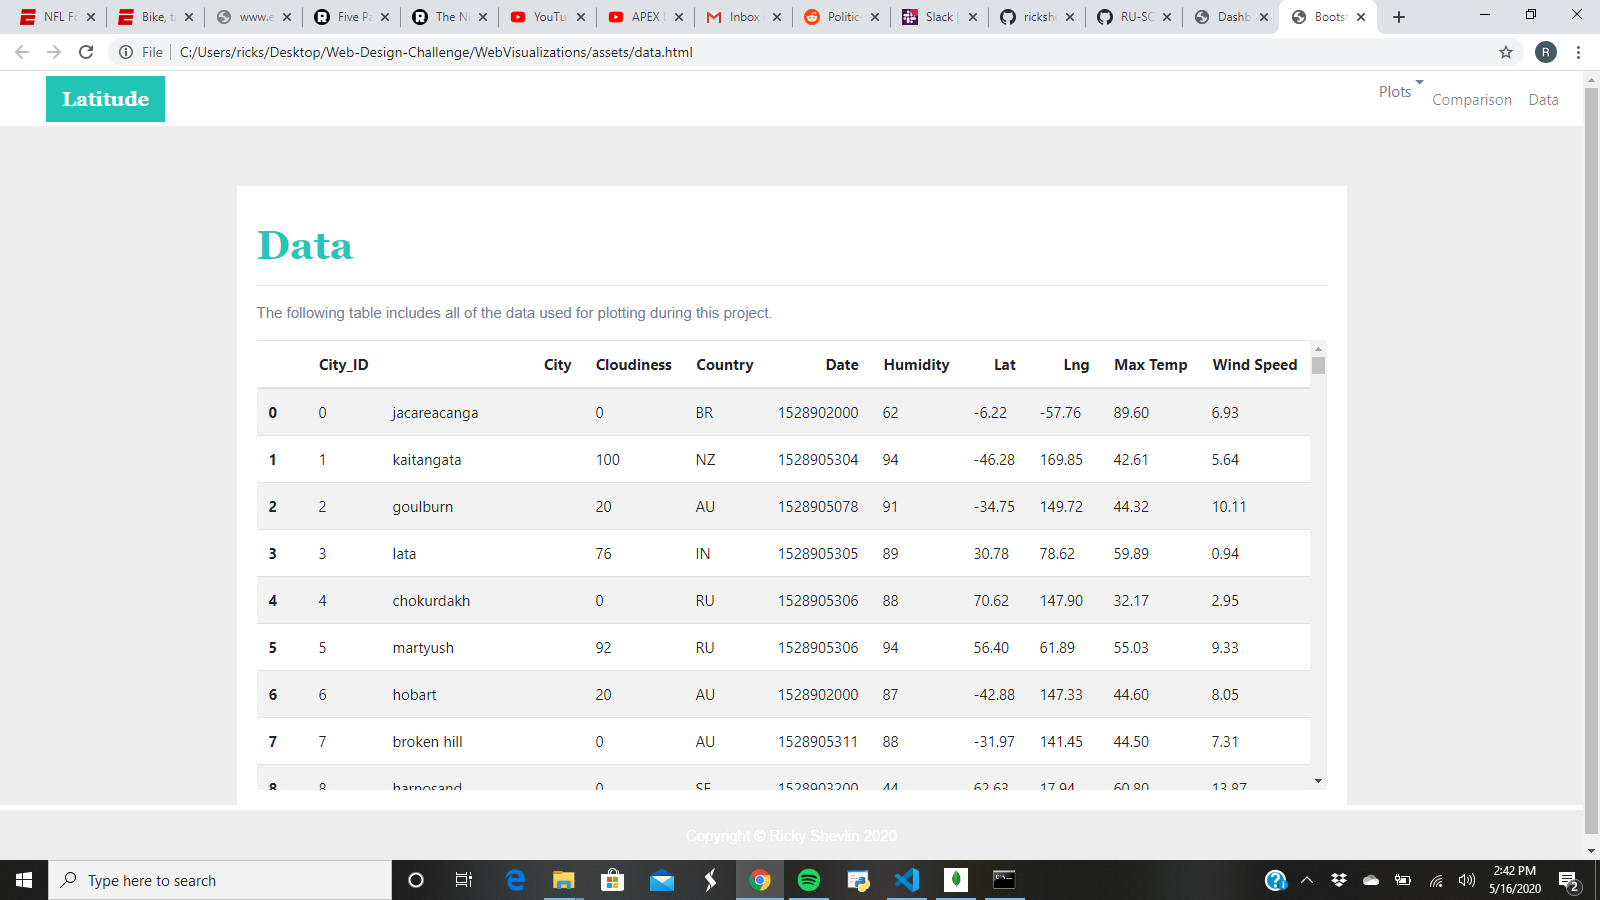 NFL Fo
Bike, t
www.e
Five Pa
The Ni
YouTu
APEX
Inbox
Politic
Slack |
ricksh
RU-SC
Dashb
Boots
File
C:/Users/ricks/Desktop/Web-Design-Challenge/WebVisualizations/assets/data.html
R
Latitude
Plots
Comparison
Data
Data
The following table includes all of the data used for plotting during this project.
City_ID City Cloudiness Country Date Humidity Lat Lng Max Temp Wind Speed
0 0 jacareacanga 0 BR 1528902000 62 -6.22 -57.76 89.60 6.93
1 1 kaitangata 100 NZ 1528905304 94 -46.28 169.85 42.61 5.64
2 2 goulburn 20 AU 1528905078 91 -34.75 149.72 44.32 10.11
3 3 lata 76 IN 1528905305 89 30.78 78.62 59.89 0.94
4 4 chokurdakh 0 RU 1528905306 88 70.62 147.90 32.17 2.95
5 5 martyush 92 RU 1528905306 94 56.40 61.89 55.03 9.33
6 6 hobart 20 AU 1528902000 87 -42.88 147.33 44.60 8.05
7 7 broken hill 0 AU 1528905311 88 -31.97 141.45 44.50 7.31
8 8 harnosand 0 SE 1528903200 44 62.63 17.94 60.80 13.87
Copyright © Ricky Shevlin 2020
Type here to search
2:42 PM
5/16/2020
2